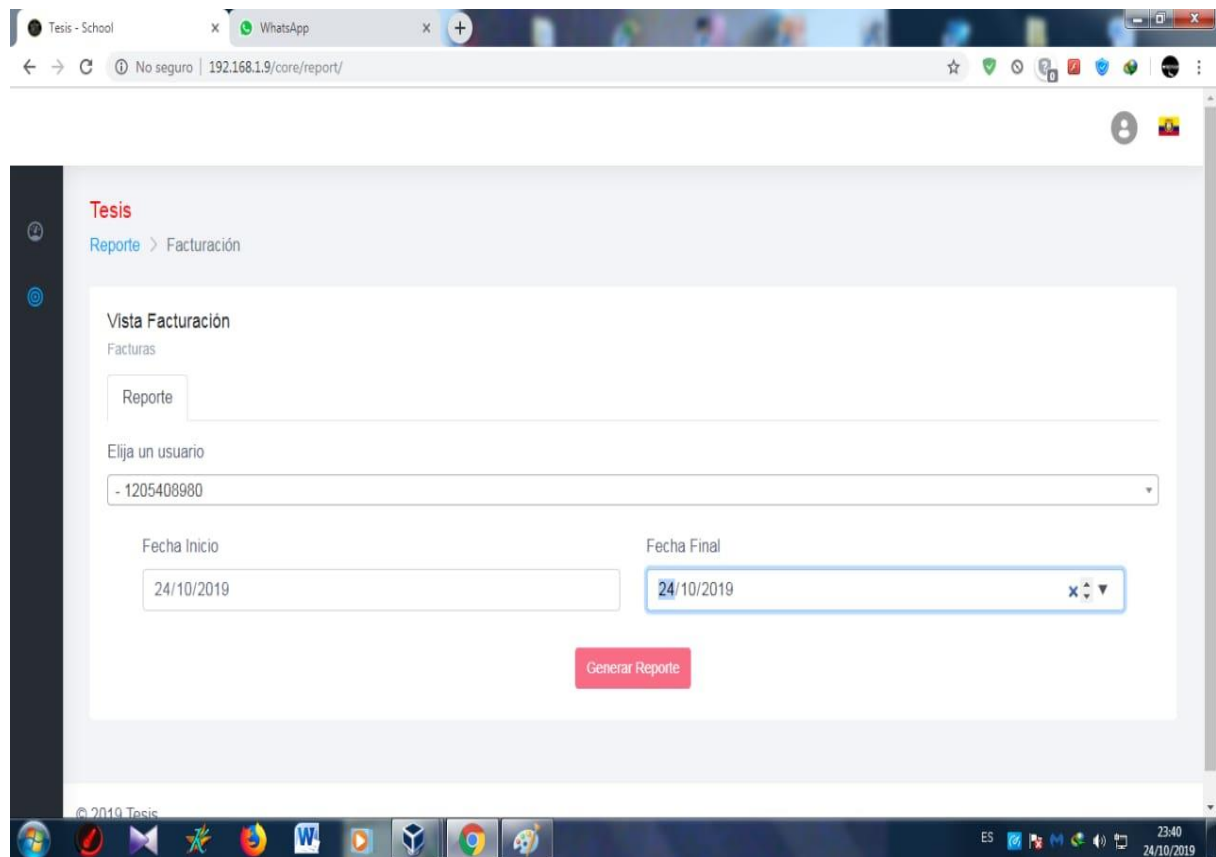 Tesis - School
WhatsApp
No seguro | 192.168.1.9/core/report/
Tesis
Reporte > Facturación
Vista Facturación
Facturas
Reporte
Elija un usuario
- 1205408980
Fecha Inicio
Fecha Final
24/10/2019
24/10/2019
Generar Reporte
© 2019 Tesis
ES
23:40
24/10/2019